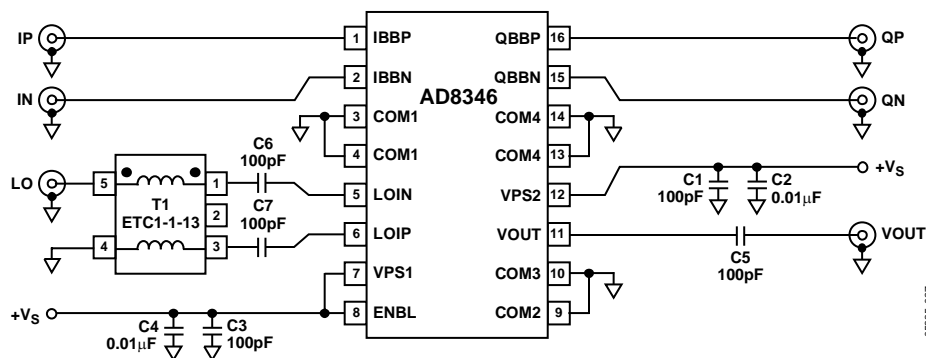 IP
IN
LO
+VS
1 IBBP
2 IBBN
3 COM1
4 COM1
5 LOIN
6 LOIP
7 VPS1
8 ENBL
AD8346
QBBP 16
QBBN 15
COM4 14
COM4 13
VPS2 12
VOUT 11
COM3 10
COM2 9
QP
QN
+VS
VOUT
C6
100pF
C7
100pF
5
1
T1
2
ETC1-1-13
4
3
C4
0.01μF
C3
100pF
C1
100pF
C2
0.01μF
C5
100pF